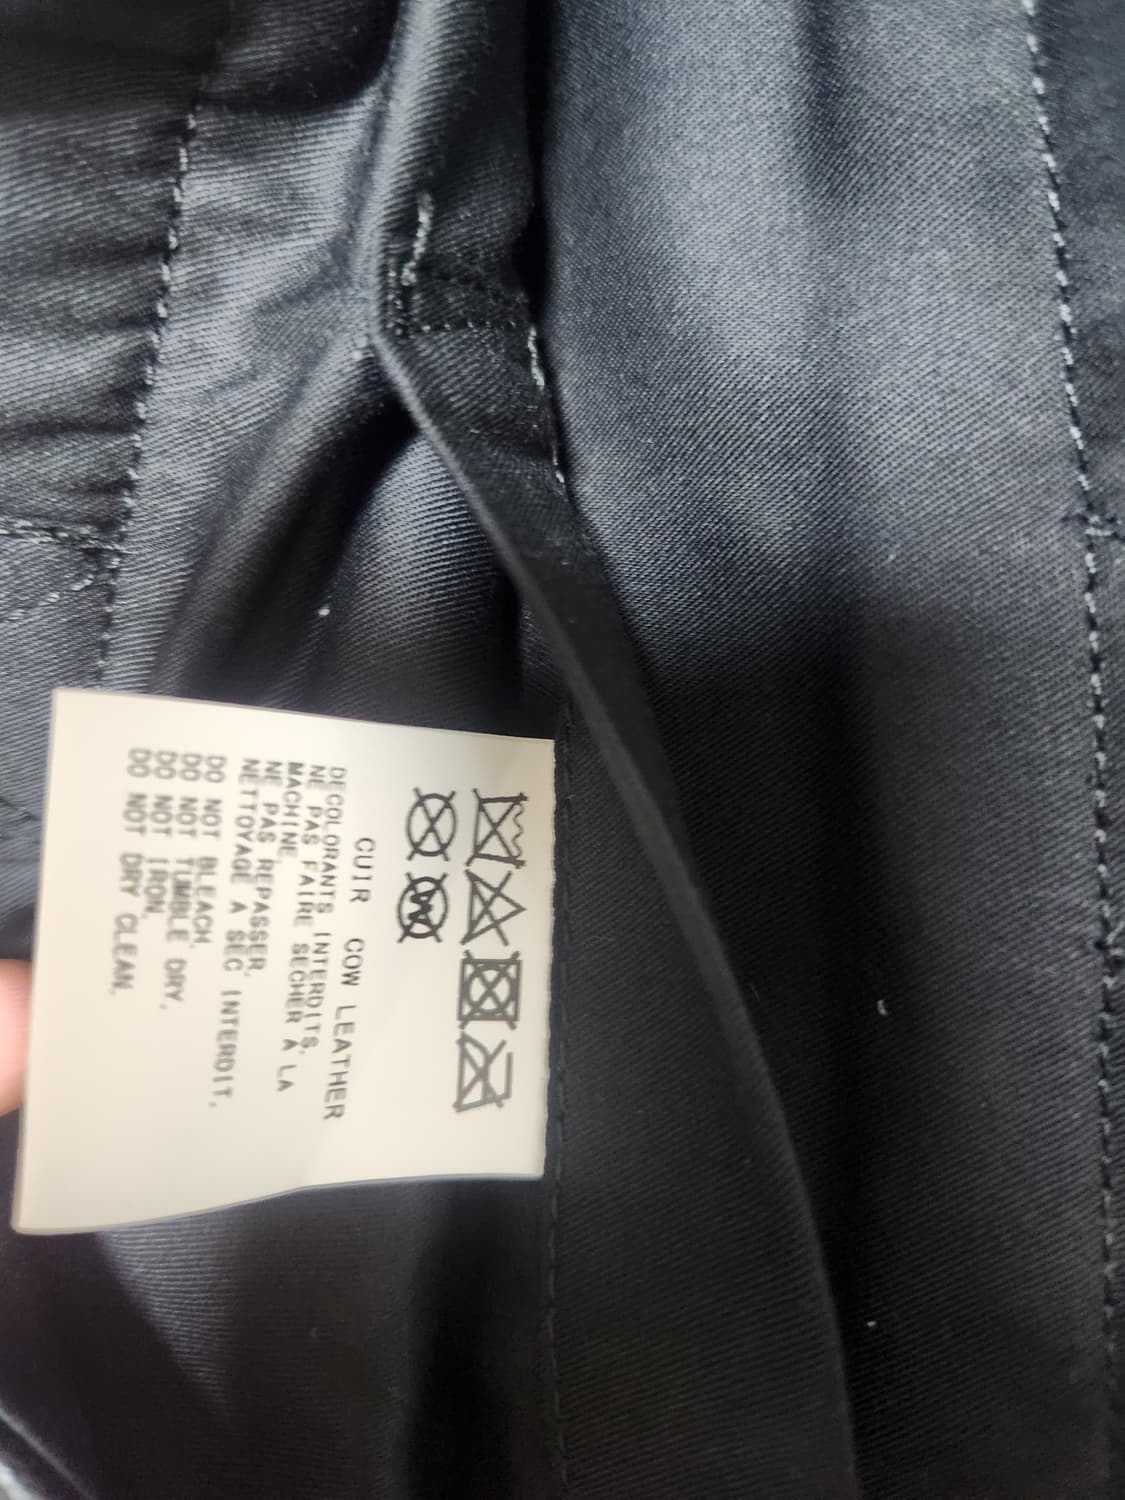 CUIR COW LEATHER
DECOLORANTS INTERDITS.
NE PAS FAIRE SECHER A LA
MACHINE.
NE PAS REPASSER.
NETTOYAGE A SEC INTERDIT,
DO NOT BLEACH.
DO NOT TUMBLE DRY,
DO NOT IRON.
DO NOT DRY CLEAN.